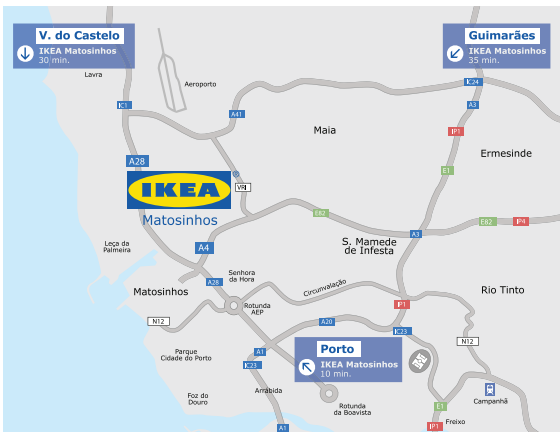 V. do Castelo
IKEA Matosinhos
30 min.
Guimarães
IKEA Matosinhos
35 min.
Lavra
Aeroporto
IC24
IC1
A41
A3
Maia
IP1
Ermesinde
A28
E1
IKEA
VRI
Matosinhos
E82
E82
IP4
A3
Leça da
Palmeira
A4
S. Mamede
de Infesta
Senhora
da Hora
A28
Circunvalação
Matosinhos
Rio Tinto
Rotunda
AEP
IP1
N12
A20
IC23
N12
Porto
IKEA Matosinhos
10 min.
Parque
Cidade do Porto
A1
IC23
Arrábida
Foz do
Douro
Campanhã
Rotunda
da Boavista
E1
Freixo
A1
IP1